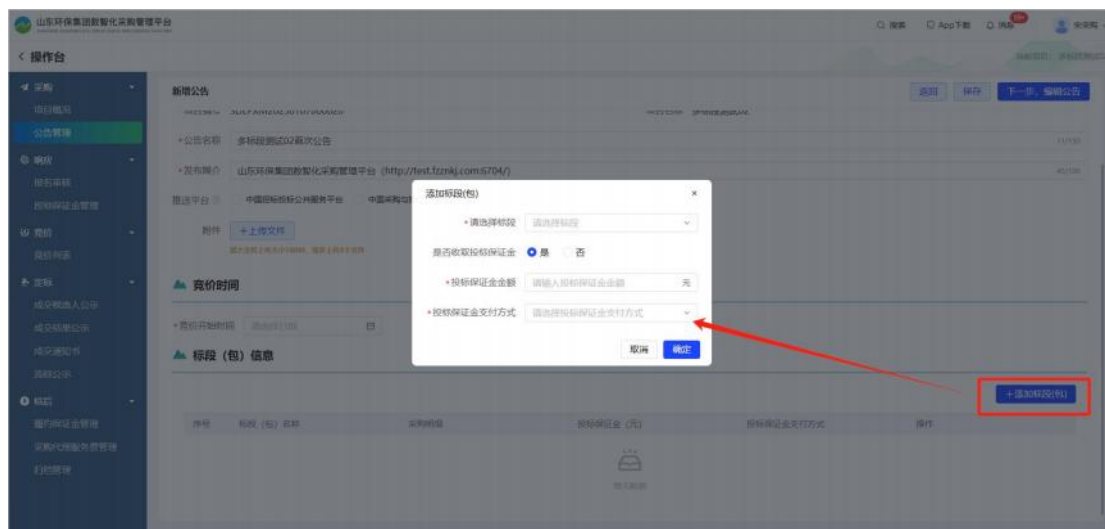 山东环保集团数智化采购管理平台
搜索 App下载 消息 99+
< 操作台
采购
项目概况
公告管理
响应
报名审核
投标保证金管理
竞价
竞价列表
定标
成交候选人公示
成交结果公示
成交通知书
流标公示
标后
履约保证金管理
采购代理服务费管理
归档管理
新增公告
返回 保存 下一步，编辑公告
*公告名称 多标段测试02首次公告
*发布媒介 山东环保集团数智化采购管理平台 (http://test.fzznkj.com:6704/)
推送平台 中国招标投标公共服务平台
附件 +上传文件
竞价时间
*竞价开始时间
标段（包）信息
+添加标段(包)
序号 标段（包）名称 投标保证金（元） 投标保证金支付方式 操作
暂无数据
添加标段(包) ×
*请选择标段 请选择标段
是否收取投标保证金 是 否
*投标保证金金额 请输入投标保证金金额 元
*投标保证金支付方式 请选择投标保证金支付方式
取消 确定